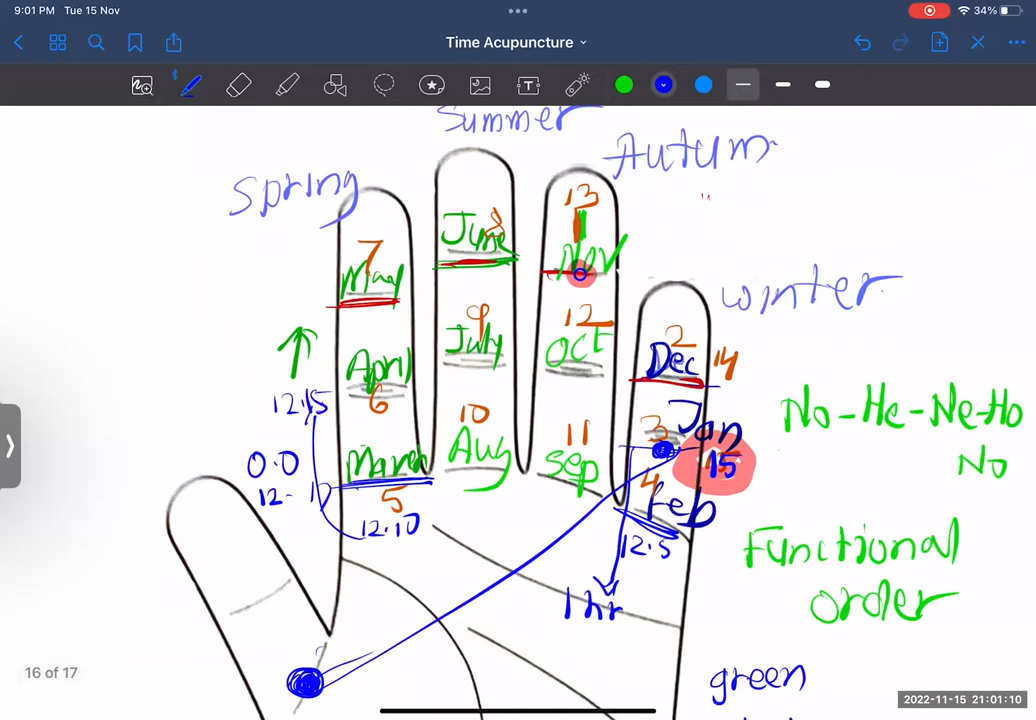 9:01 PM Tue 15 Nov
34%
Time Acupuncture
Summer
Autum
Spring
13
Nov
June
8
7
May
winter
2
Dec
14
12
Oct
9
July
April
6
12.15
Jan
3
15
No-He-Ne-Ho
No
10
Aug
11
Sep
0.0
12-
March
5
12.10
4
Feb
12.5
1hr
Functional
order
green
16 of 17
2022-11-15 21:01:10